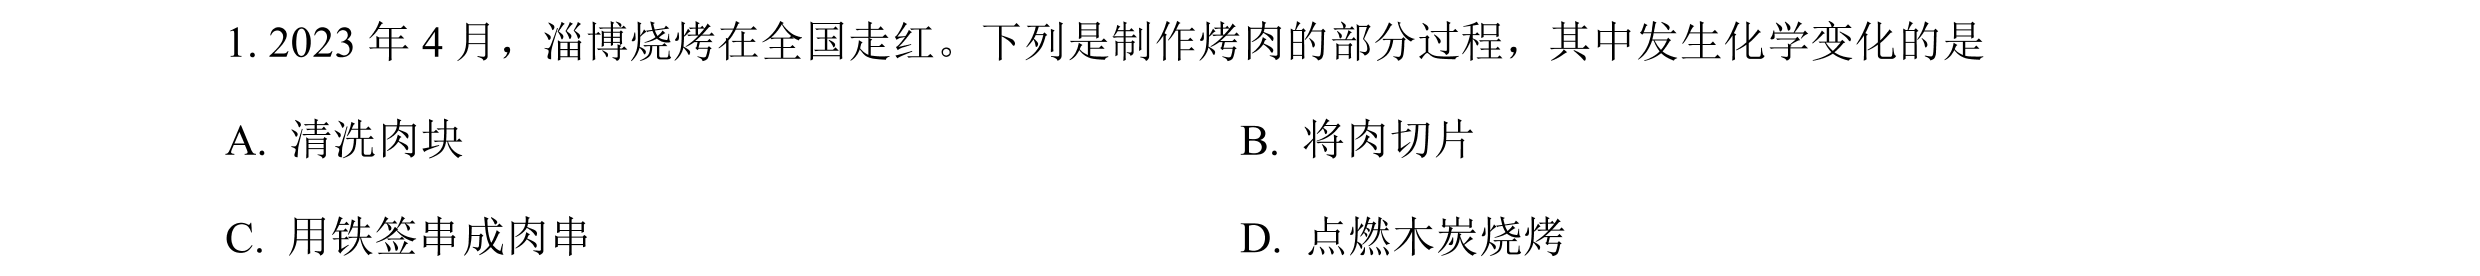 1. 2023 年 4 月，淄博烧烤在全国走红。下列是制作烤肉的部分过程，其中发生化学变化的是
A. 清洗肉块 B. 将肉切片
C. 用铁签串成肉串 D. 点燃木炭烧烤